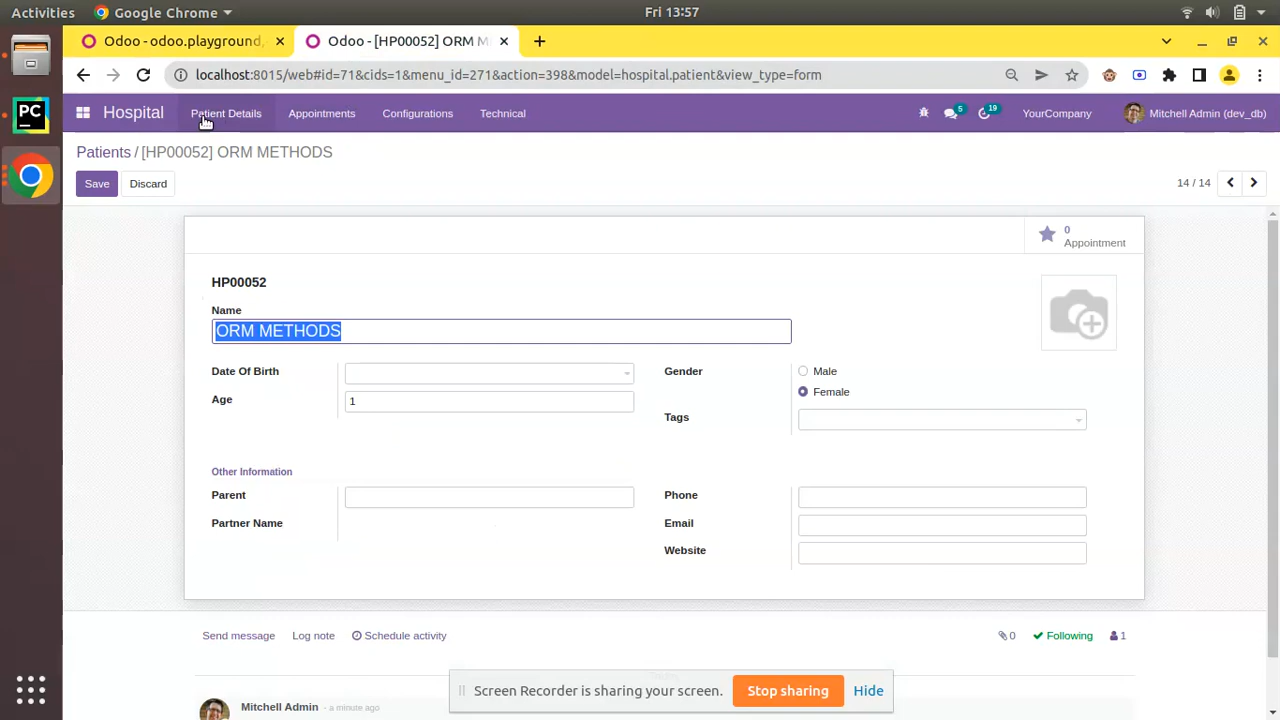 Activities
Google Chrome
Fri 13:57
Odoo - odoo.playground,
Odoo - [HP00052] ORM M
localhost:8015/web#id=71&cids=1&menu_id=271&action=398&model=hospital.patient&view_type=form
PC
Hospital
Patient Details
Appointments
Configurations
Technical
5
19
YourCompany
Mitchell Admin (dev_db)
Patients / [HP00052] ORM METHODS
Save
Discard
14 / 14
0
Appointment
HP00052
Name
ORM METHODS
Date Of Birth
Gender
Male
Age
1
Female
Tags
Other Information
Parent
Phone
Partner Name
Email
Website
Send message
Log note
Schedule activity
0
Following
1
Screen Recorder is sharing your screen.
Stop sharing
Hide
Mitchell Admin - a minute ago